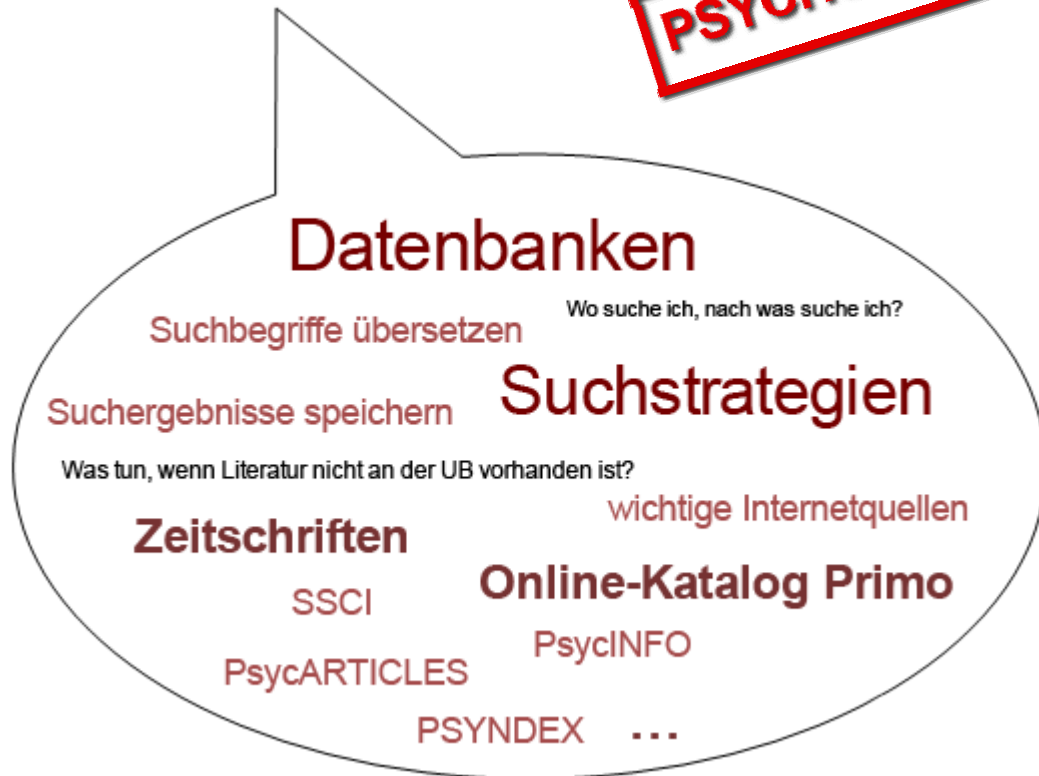 Datenbanken
Wo suche ich, nach was suche ich?
Suchbegriffe übersetzen
Suchstrategien
Suchergebnisse speichern
Was tun, wenn Literatur nicht an der UB vorhanden ist?
wichtige Internetquellen
Zeitschriften
Online-Katalog Primo
SSCI
PsycINFO
PsycARTICLES
PSYNDEX ...